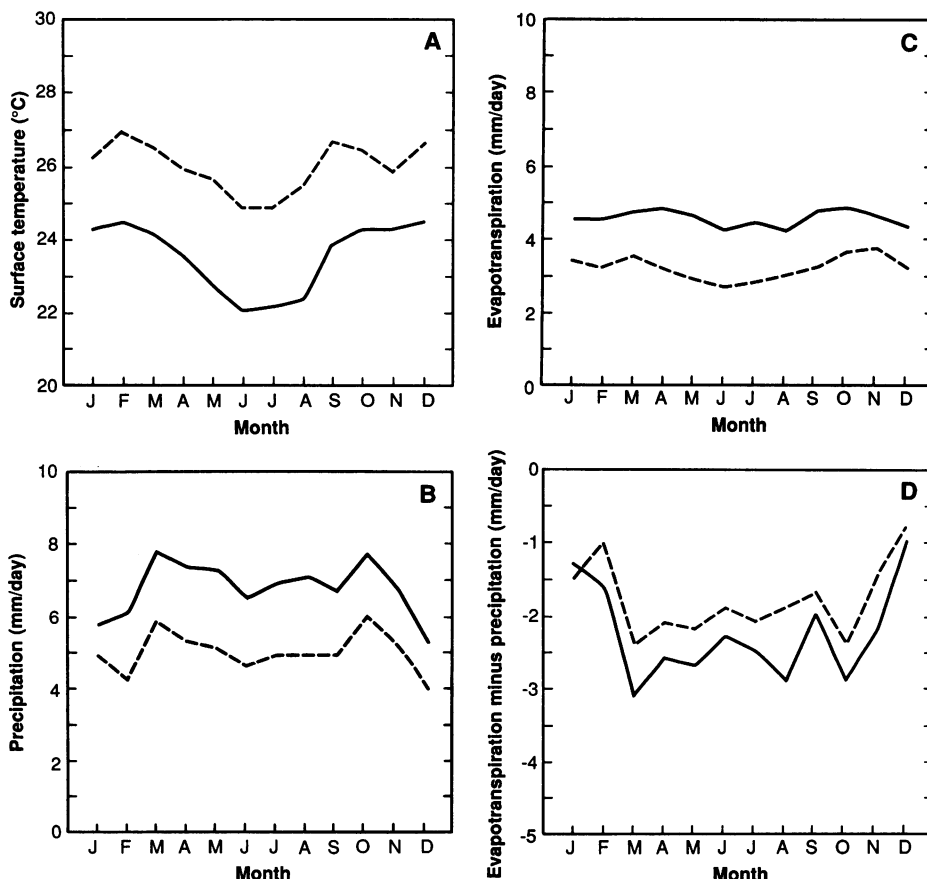 A
Surface temperature (°C)
30
28
26
24
22
20
J F M A M J J A S O N D
Month
C
Evapotranspiration (mm/day)
10
8
6
4
2
0
J F M A M J J A S O N D
Month
B
Precipitation (mm/day)
10
8
6
4
2
0
J F M A M J J A S O N D
Month
D
Evapotranspiration minus precipitation (mm/day)
0
-1
-2
-3
-4
-5
J F M A M J J A S O N D
Month